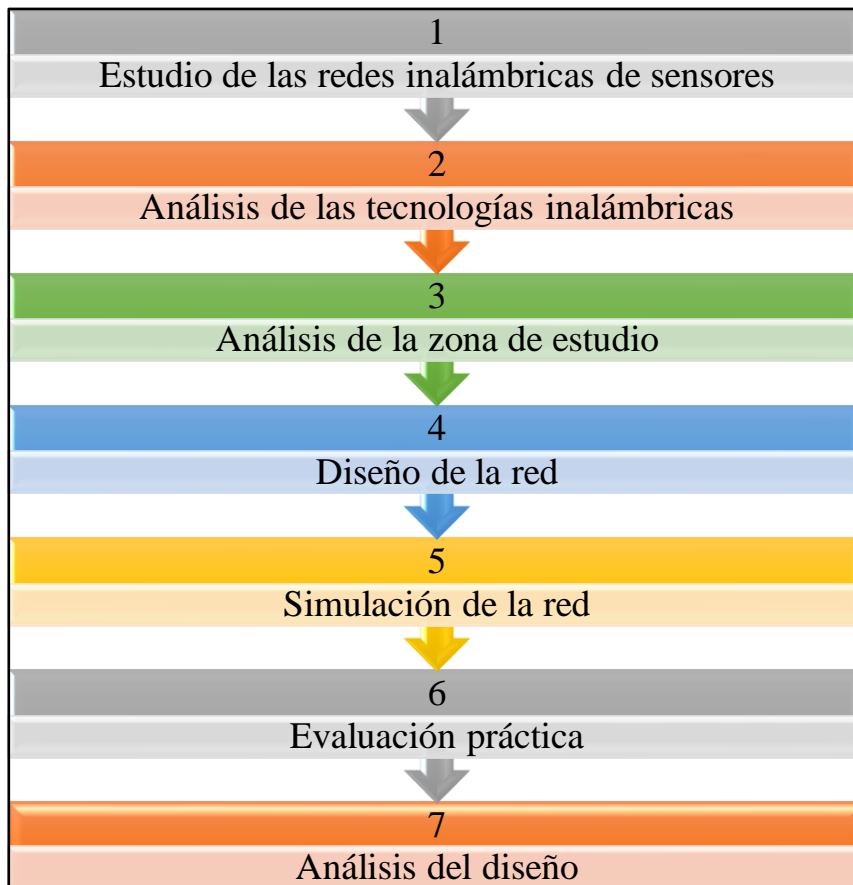 1
Estudio de las redes inalámbricas de sensores
2
Análisis de las tecnologías inalámbricas
3
Análisis de la zona de estudio
4
Diseño de la red
5
Simulación de la red
6
Evaluación práctica
7
Análisis del diseño